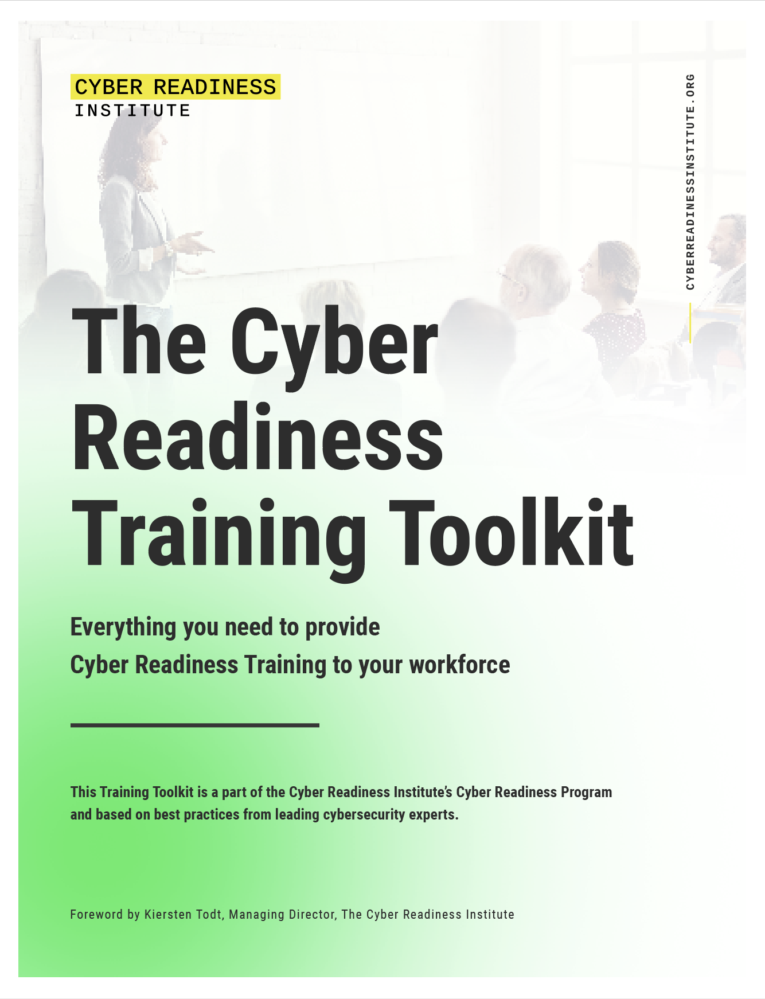 CYBER READINESS
INSTITUTE
CYBERREADINESSINSTITUTE.ORG
The Cyber
Readiness
Training Toolkit
Everything you need to provide
Cyber Readiness Training to your workforce
This Training Toolkit is a part of the Cyber Readiness Institute’s Cyber Readiness Program
and based on best practices from leading cybersecurity experts.
Foreword by Kiersten Todt, Managing Director, The Cyber Readiness Institute